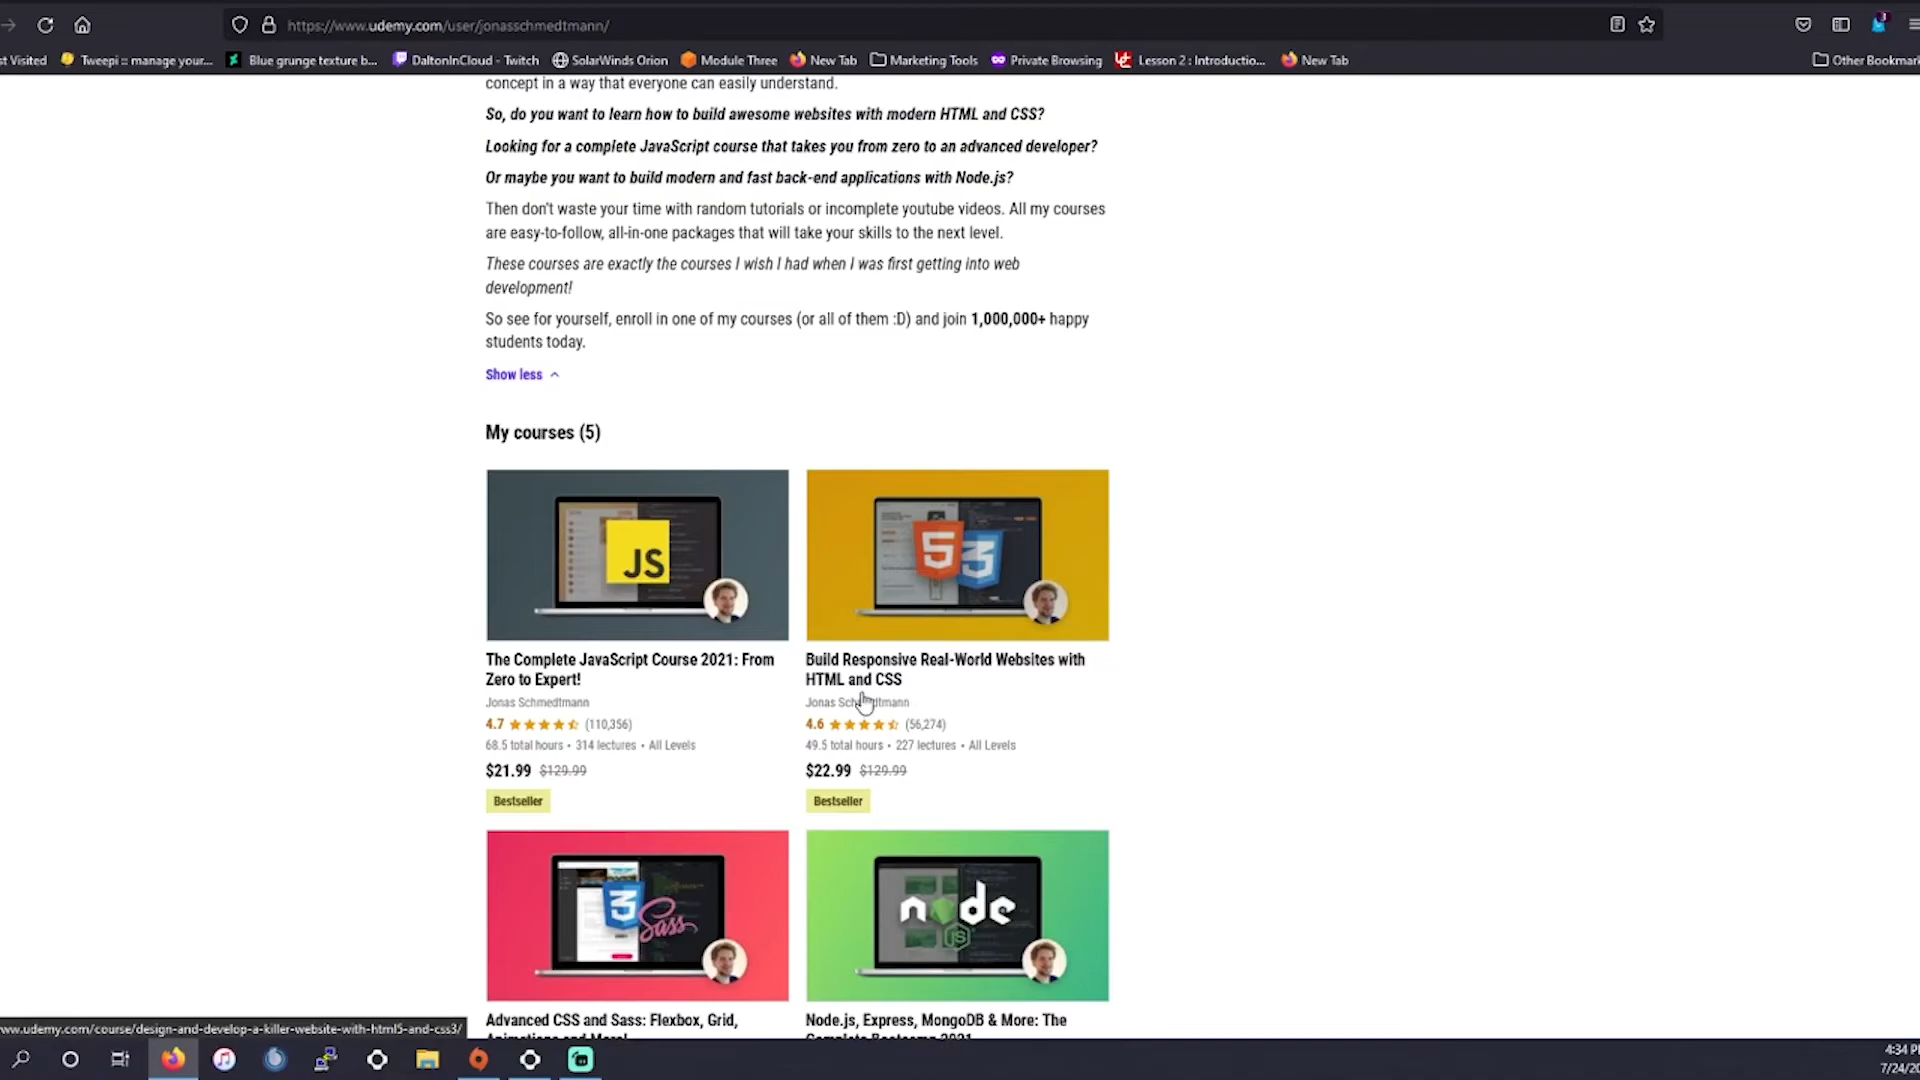 https://www.udemy.com/user/jonasschmedtmann/
st Visited
Tweepi :: manage your...
Blue grunge texture b...
DaltonInCloud - Twitch
SolarWinds Orion
Module Three
New Tab
Marketing Tools
Private Browsing
Lesson 2 : Introductio...
New Tab
Other Bookmar
concept in a way that everyone can easily understand.
So, do you want to learn how to build awesome websites with modern HTML and CSS?
Looking for a complete JavaScript course that takes you from zero to an advanced developer?
Or maybe you want to build modern and fast back-end applications with Node.js?
Then don't waste your time with random tutorials or incomplete youtube videos. All my courses
are easy-to-follow, all-in-one packages that will take your skills to the next level.
These courses are exactly the courses I wish I had when I was first getting into web
development!
So see for yourself, enroll in one of my courses (or all of them :D) and join 1,000,000+ happy
students today.
Show less
My courses (5)
JS
5 3
The Complete JavaScript Course 2021: From
Zero to Expert!
Jonas Schmedtmann
4.7 (110,356)
68.5 total hours • 314 lectures • All Levels
$21.99 $129.99
Bestseller
Build Responsive Real-World Websites with
HTML and CSS
Jonas Schmedtmann
4.6 (56,274)
49.5 total hours • 227 lectures • All Levels
$22.99 $129.99
Bestseller
3 Sass
node
JS
Advanced CSS and Sass: Flexbox, Grid,
Animations and More!
Node.js, Express, MongoDB & More: The
Complete Bootcamp 2021
www.udemy.com/course/design-and-develop-a-killer-website-with-html5-and-css3/
4:34 P
7/24/20